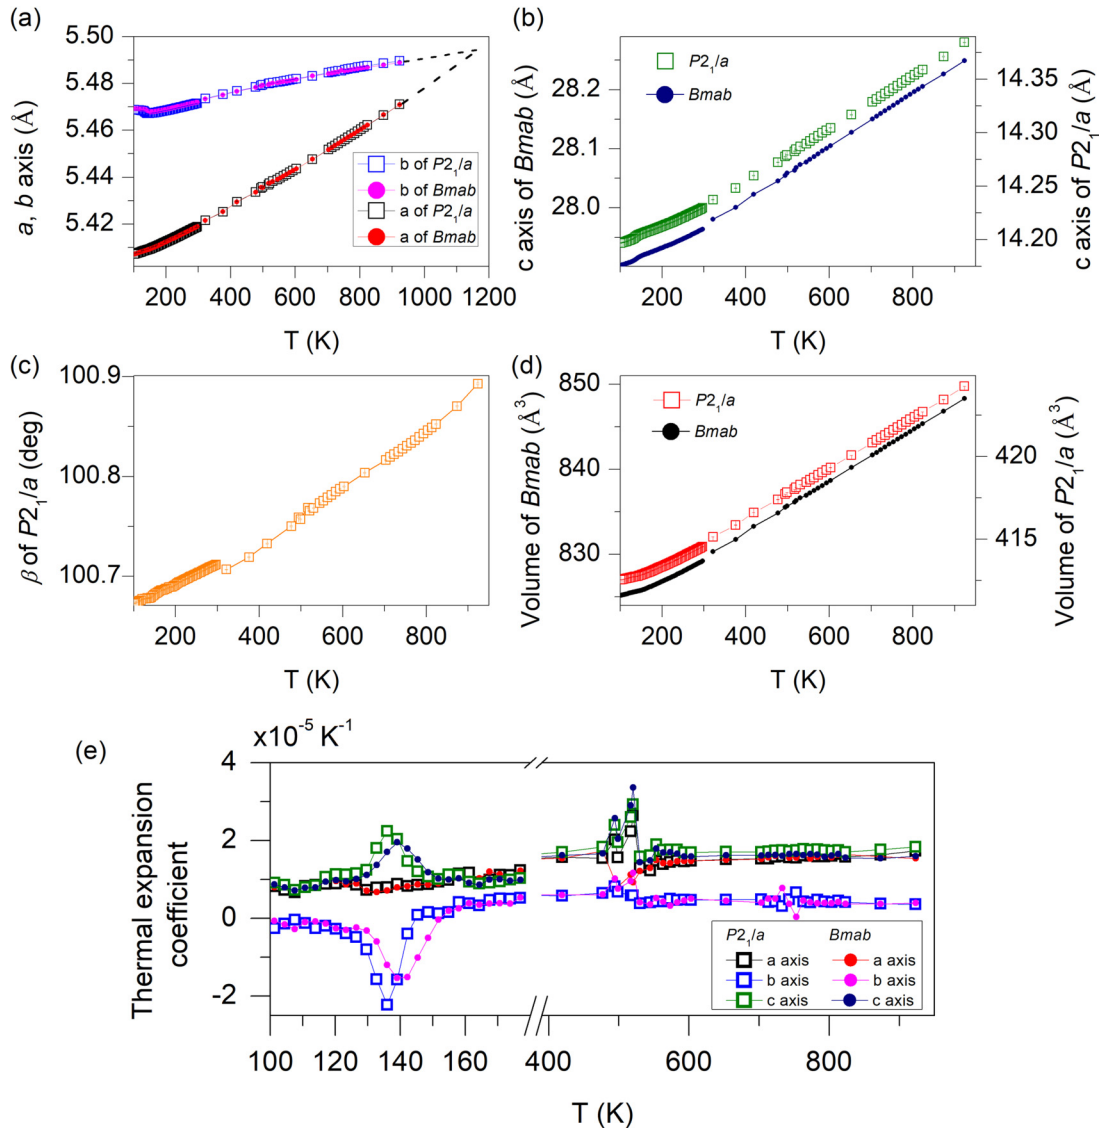 (a)
a, b axis (Å)
5.50
5.48
5.46
5.44
5.42
b of P2₁/a
b of Bmab
a of P2₁/a
a of Bmab
200 400 600 800 1000 1200
T (K)
(b)
c axis of Bmab (Å)
28.2
28.1
28.0
P2₁/a
Bmab
14.35
14.30
14.25
14.20
c axis of P2₁/a (Å)
200 400 600 800
T (K)
(c)
β of P2₁/a (deg)
100.9
100.8
100.7
200 400 600 800
T (K)
(d)
Volume of Bmab (Å³)
850
840
830
P2₁/a
Bmab
420
415
Volume of P2₁/a (Å³)
200 400 600 800
T (K)
(e)
x10⁻⁵ K⁻¹
Thermal expansion
coefficient
4
2
0
-2
P2₁/a Bmab
a axis a axis
b axis b axis
c axis c axis
100 120 140 160 400 600 800
T (K)